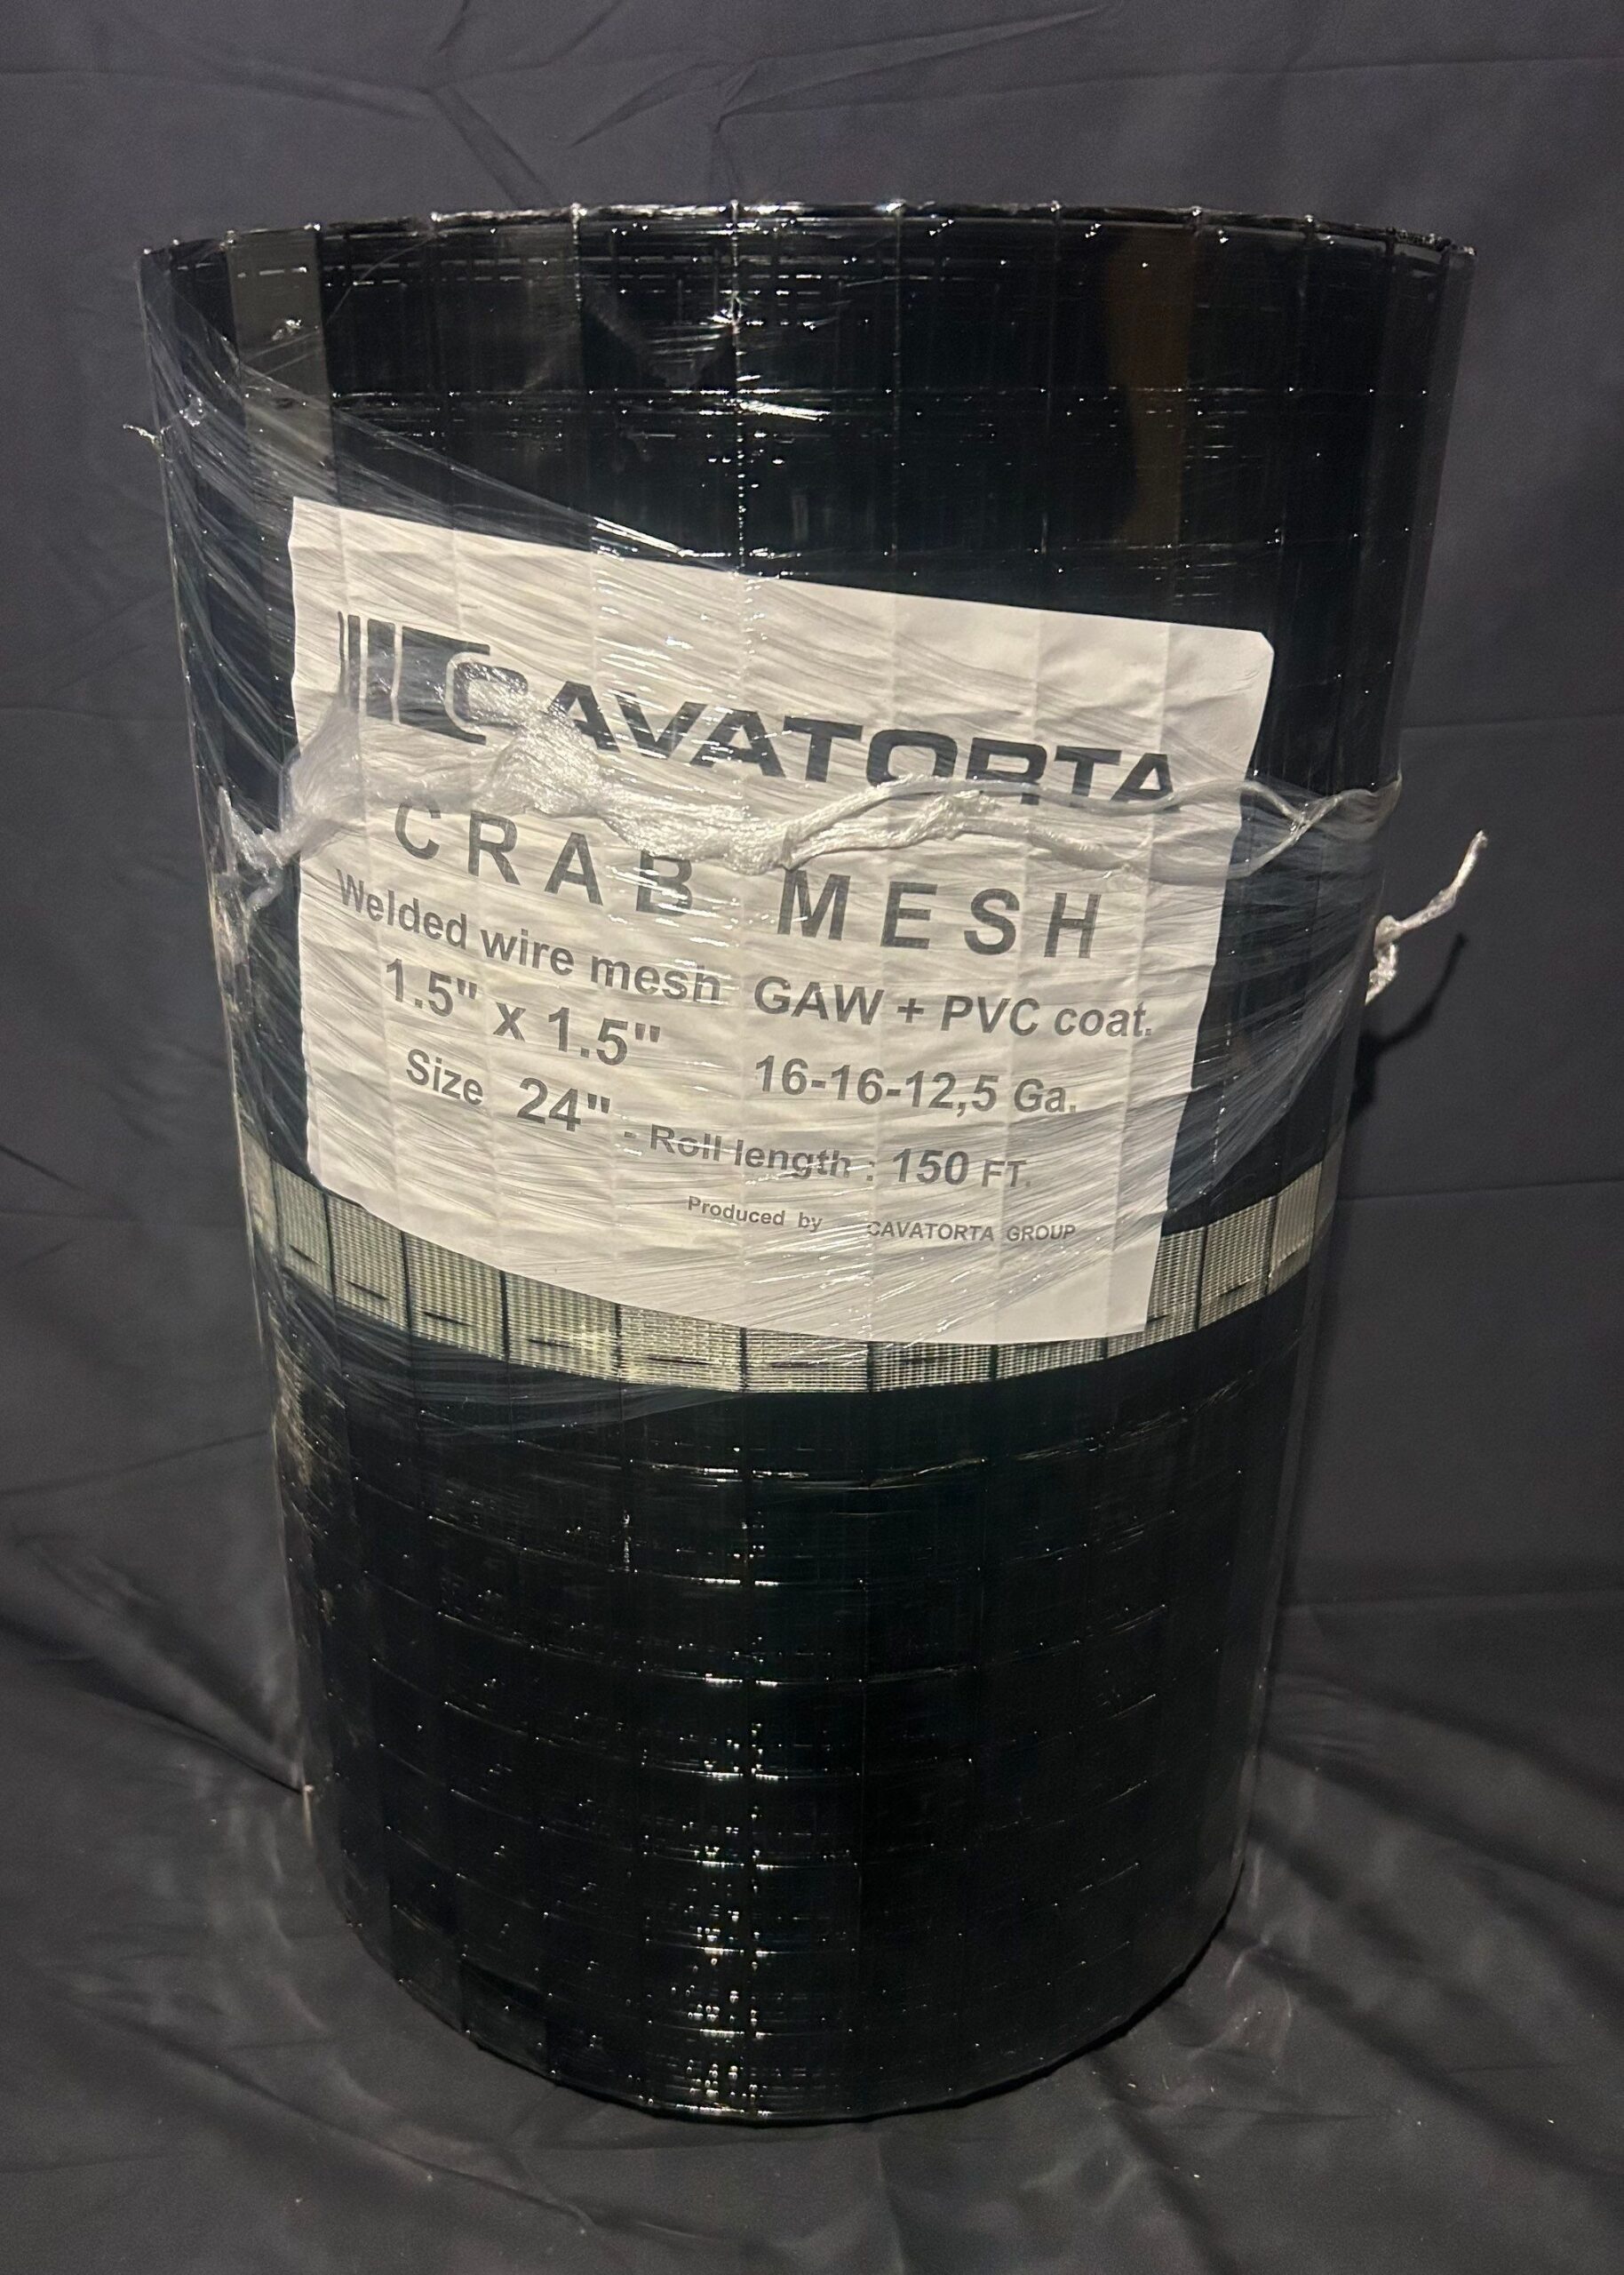 CAVATORTA
CRAB MESH
Welded wire mesh GAW + PVC coat.
1.5" x 1.5" 16-16-12,5 Ga.
Size 24" - Roll length : 150 FT.
Produced by CAVATORTA GROUP